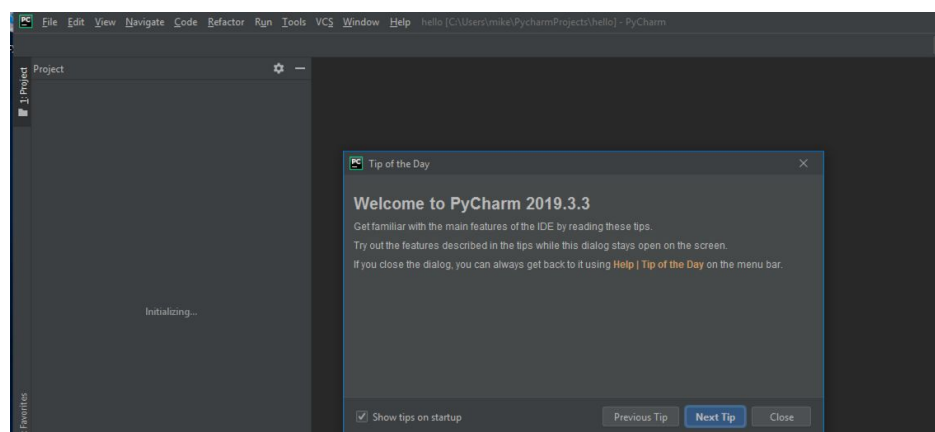 PC File Edit View Navigate Code Refactor Run Tools VCS Window Help hello [C:\Users\mike\PycharmProjects\hello] - PyCharm
Project
1: Project
PC Tip of the Day
Welcome to PyCharm 2019.3.3
Get familiar with the main features of the IDE by reading these tips.
Try out the features described in the tips while this dialog stays open on the screen.
If you close the dialog, you can always get back to it using Help | Tip of the Day on the menu bar.
Initializing...
Favorites
Show tips on startup Previous Tip Next Tip Close